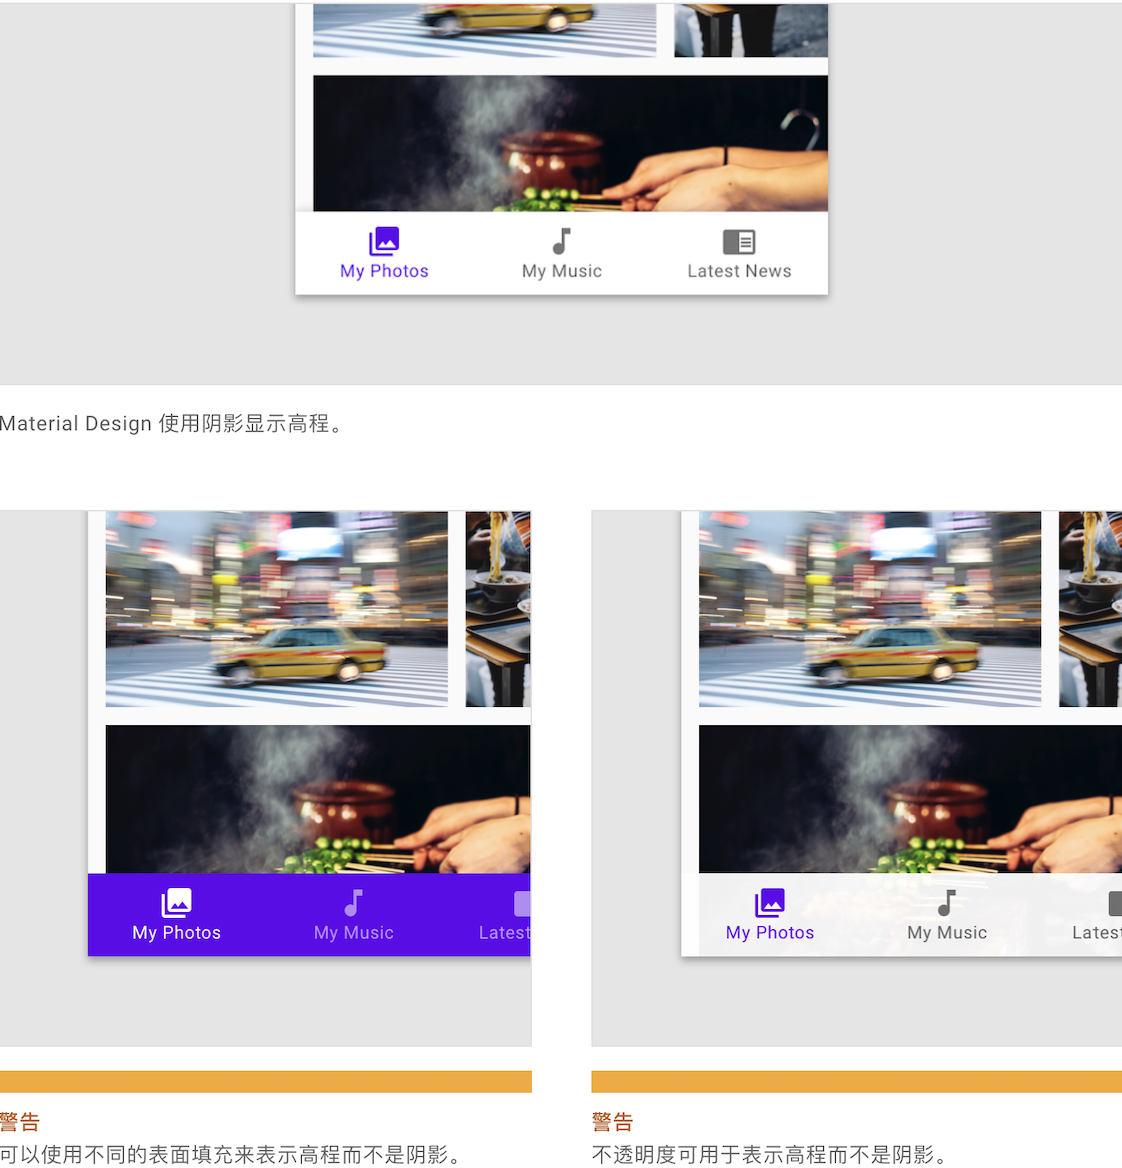 My Photos My Music Latest News
Material Design 使用阴影显示高程。
My Photos My Music Latest
My Photos My Music Latest
警告
可以使用不同的表面填充来表示高程而不是阴影。
警告
不透明度可用于表示高程而不是阴影。